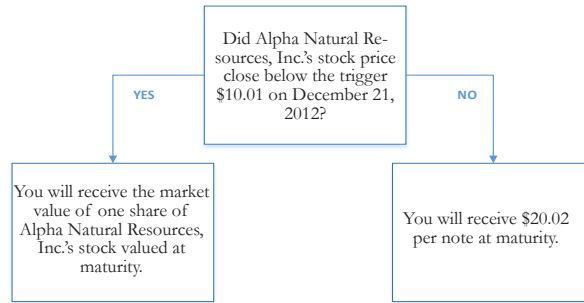 Did Alpha Natural Re-
sources, Inc.'s stock price
close below the trigger
$10.01 on December 21,
2012?
YES
NO
You will receive the market
value of one share of
Alpha Natural Resources,
Inc.'s stock valued at
maturity.
You will receive $20.02
per note at maturity.